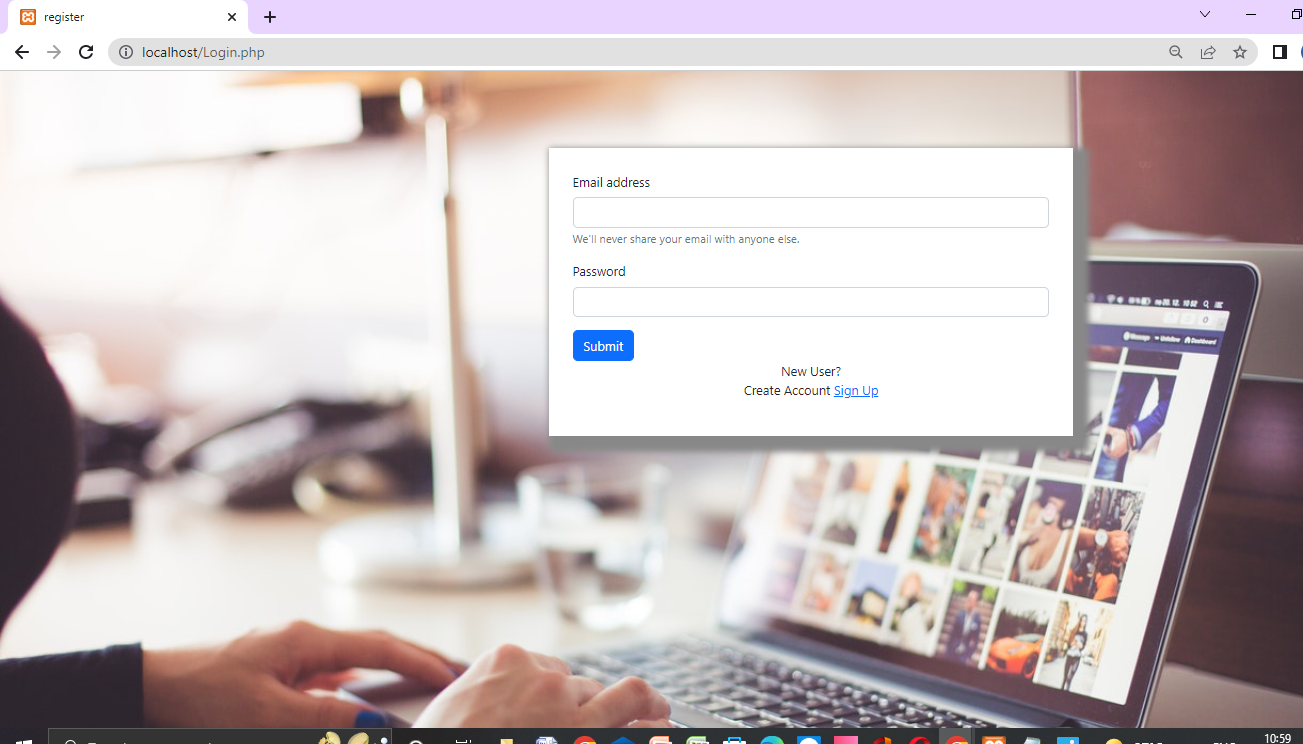 register
localhost/Login.php
Email address
We'll never share your email with anyone else.
Password
Submit
New User?
Create Account Sign Up
10:59